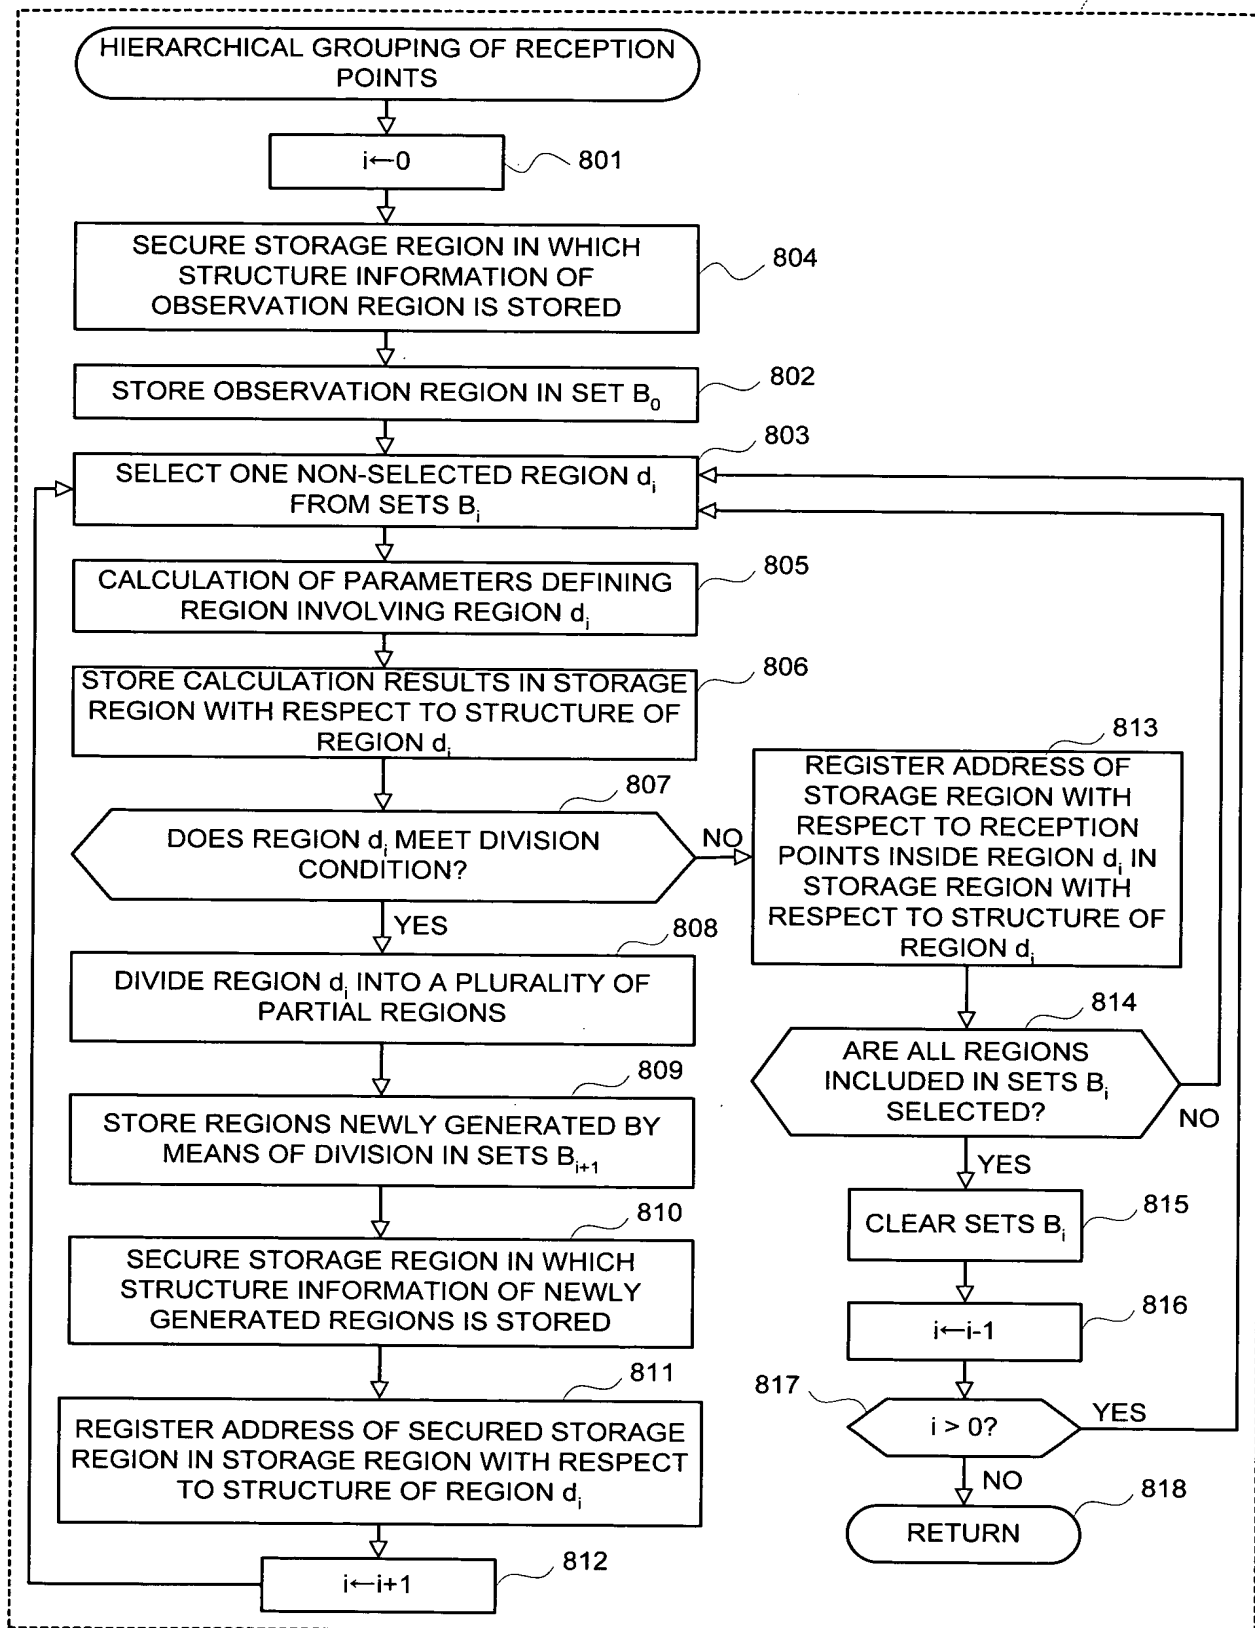 HIERARCHICAL GROUPING OF RECEPTION
POINTS
i←0
801
SECURE STORAGE REGION IN WHICH
STRUCTURE INFORMATION OF
OBSERVATION REGION IS STORED
804
STORE OBSERVATION REGION IN SET B₀
802
803
SELECT ONE NON-SELECTED REGION dᵢ
FROM SETS Bᵢ
805
CALCULATION OF PARAMETERS DEFINING
REGION INVOLVING REGION dᵢ
806
STORE CALCULATION RESULTS IN STORAGE
REGION WITH RESPECT TO STRUCTURE OF
REGION dᵢ
807
DOES REGION dᵢ MEET DIVISION
CONDITION?
NO
YES
808
DIVIDE REGION dᵢ INTO A PLURALITY OF
PARTIAL REGIONS
809
STORE REGIONS NEWLY GENERATED BY
MEANS OF DIVISION IN SETS Bᵢ₊₁
810
SECURE STORAGE REGION IN WHICH
STRUCTURE INFORMATION OF NEWLY
GENERATED REGIONS IS STORED
811
REGISTER ADDRESS OF SECURED STORAGE
REGION IN STORAGE REGION WITH RESPECT
TO STRUCTURE OF REGION dᵢ
812
i←i+1
813
REGISTER ADDRESS OF
STORAGE REGION WITH
RESPECT TO RECEPTION
POINTS INSIDE REGION dᵢ IN
STORAGE REGION WITH
RESPECT TO STRUCTURE OF
REGION dᵢ
814
ARE ALL REGIONS
INCLUDED IN SETS Bᵢ
SELECTED?
NO
YES
815
CLEAR SETS Bᵢ
816
i←i-1
817
i > 0?
YES
NO
818
RETURN